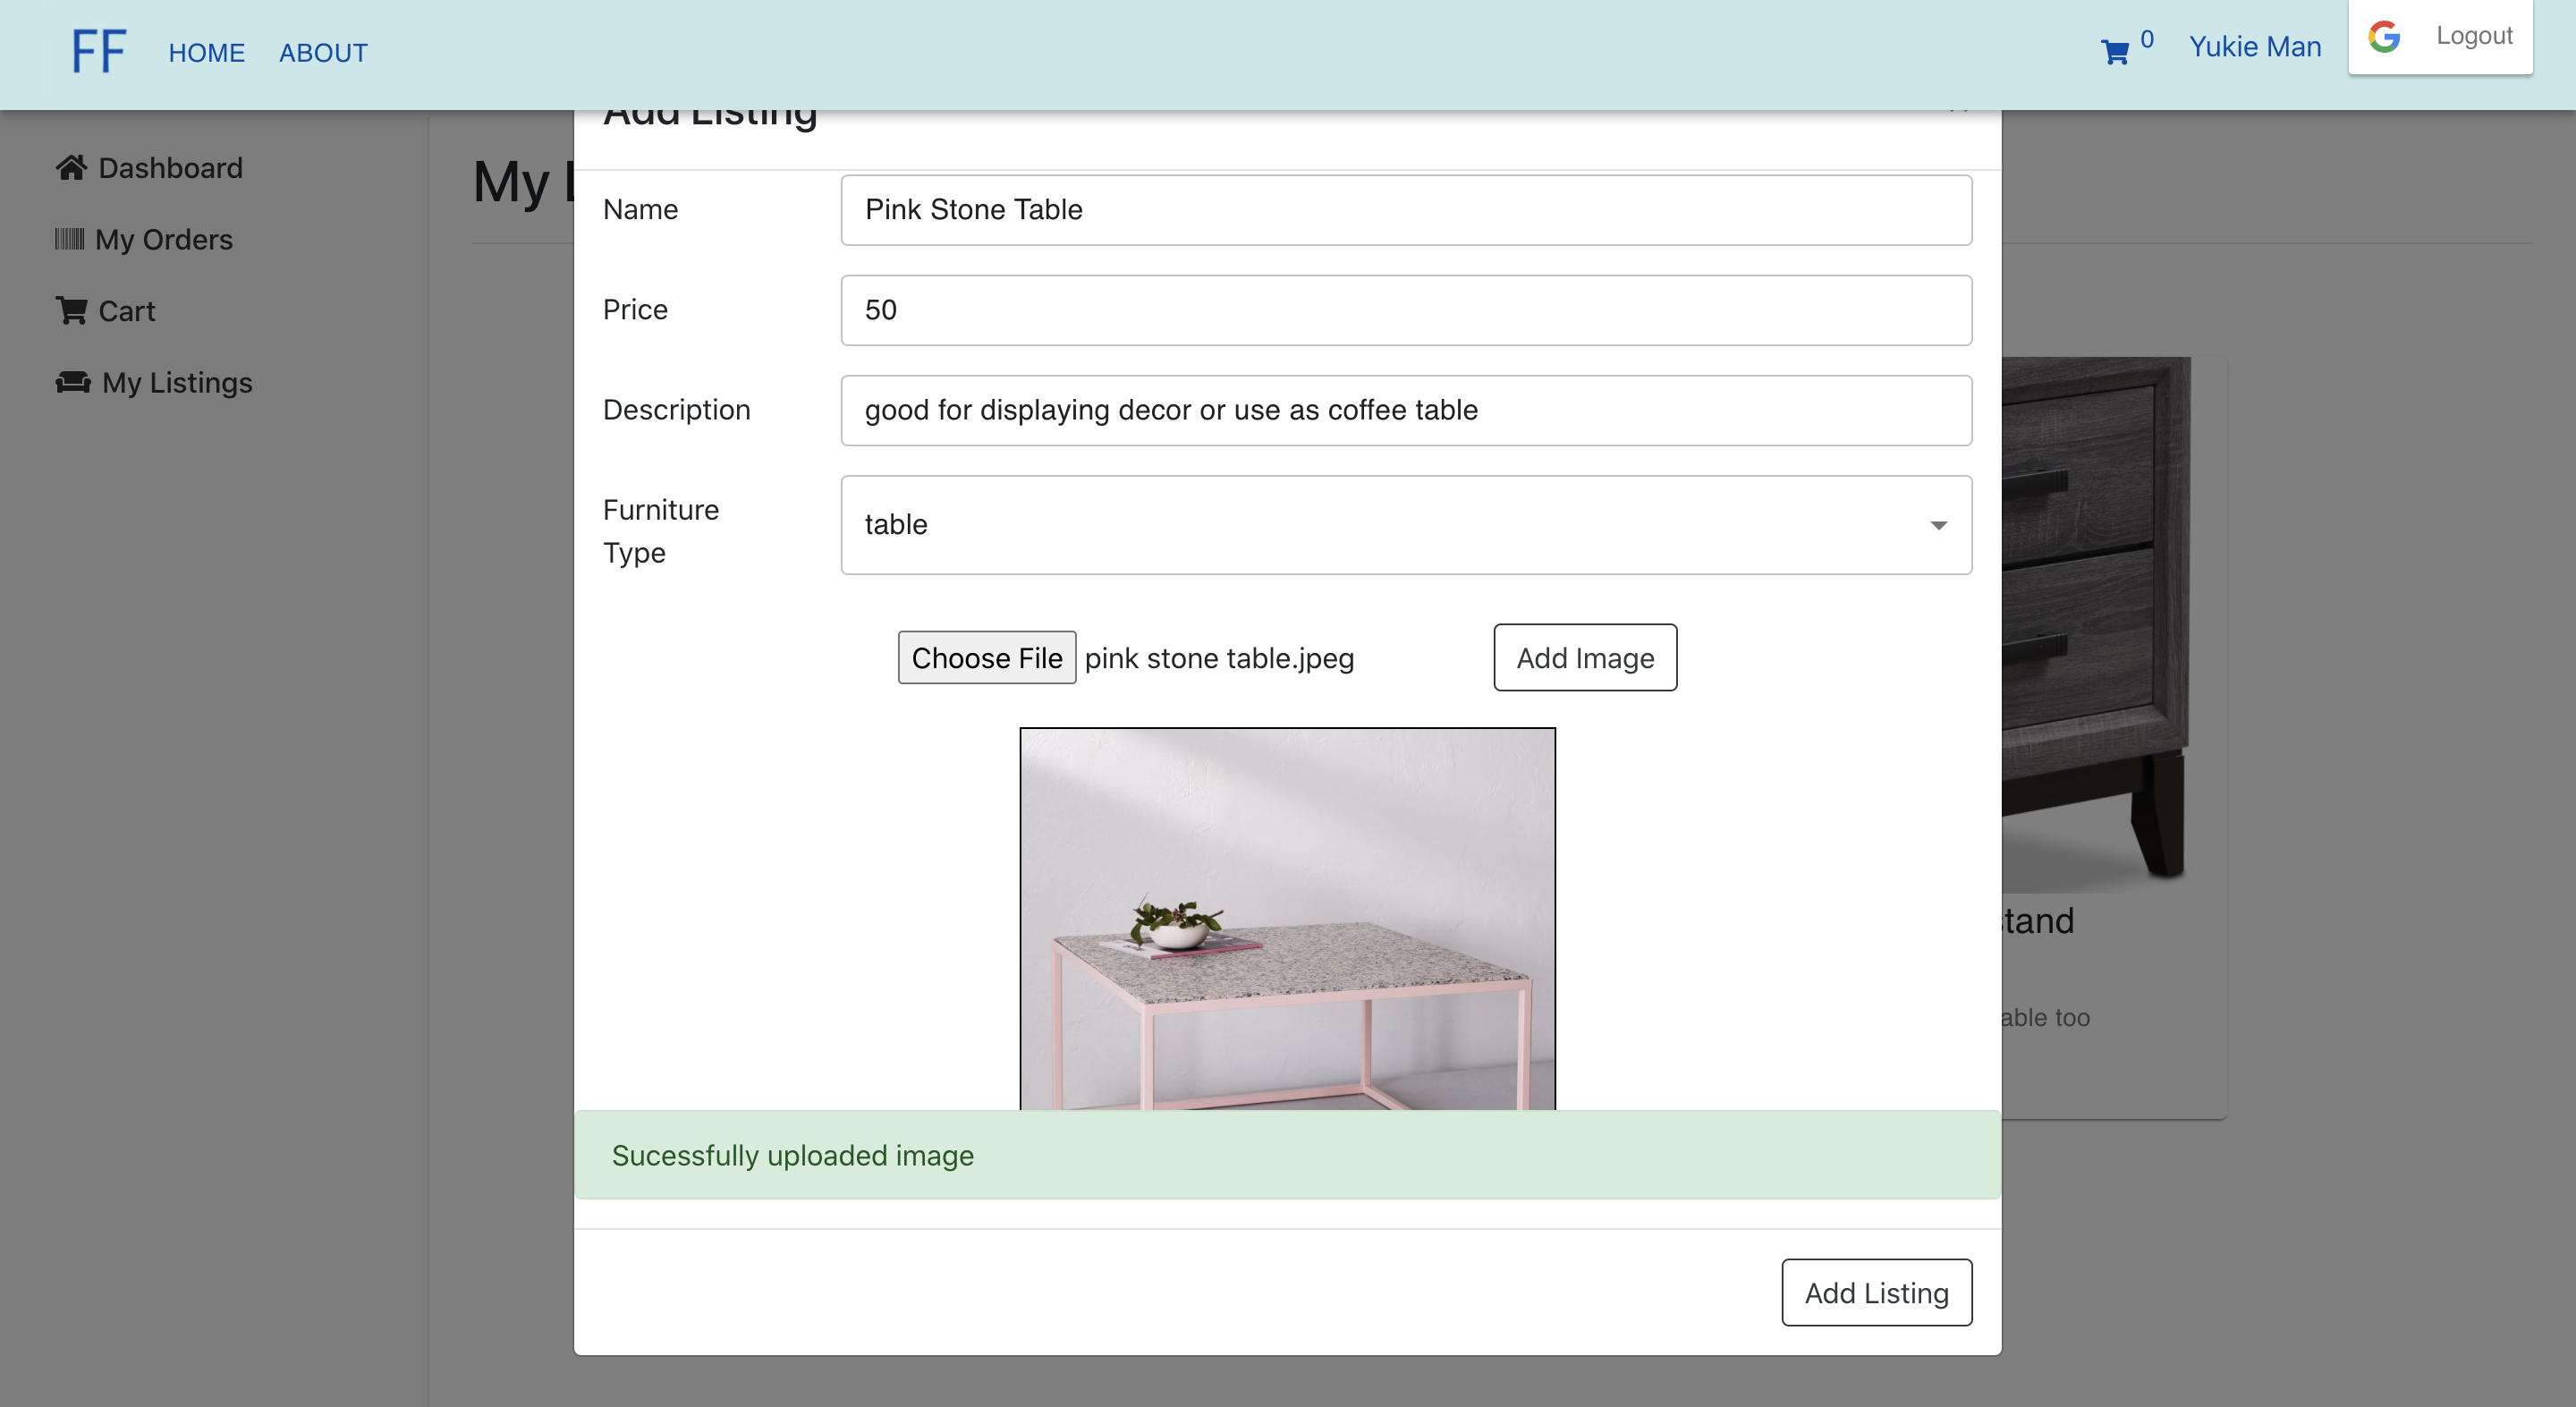 FF HOME ABOUT 0 Yukie Man Logout
Add Listing
Dashboard
My Orders
Cart
My Listings
My
Name Pink Stone Table
Price 50
Description good for displaying decor or use as coffee table
Furniture Type table
Choose File pink stone table.jpeg Add Image
stand
able too
Sucessfully uploaded image
Add Listing